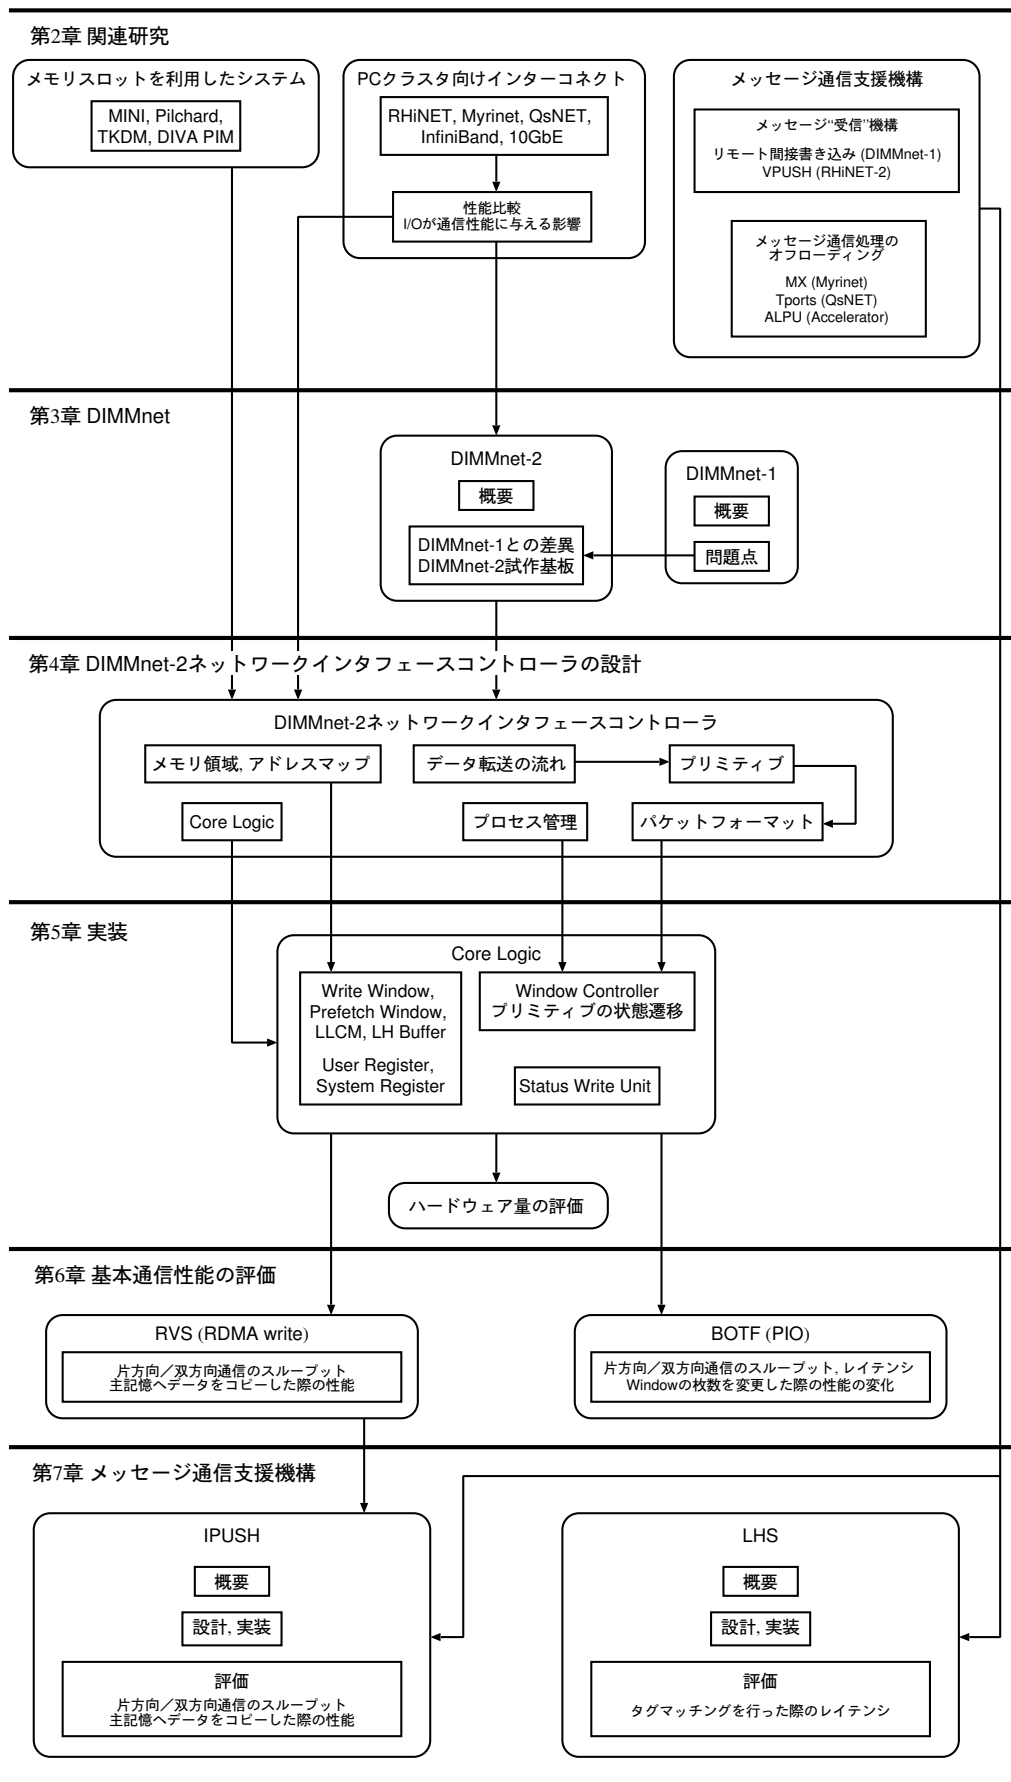 第2章 関連研究
メモリスロットを利用したシステム
MINI, Pilchard,
TKDM, DIVA PIM
PCクラスタ向けインターコネクト
RHiNET, Myrinet, QsNET,
InfiniBand, 10GbE
性能比較
I/Oが通信性能に与える影響
メッセージ通信支援機構
メッセージ“受信”機構
リモート間接書き込み (DIMMnet-1)
VPUSH (RHiNET-2)
メッセージ通信処理の
オフローディング
MX (Myrinet)
Tports (QsNET)
ALPU (Accelerator)
第3章 DIMMnet
DIMMnet-2
概要
DIMMnet-1との差異
DIMMnet-2試作基板
DIMMnet-1
概要
問題点
第4章 DIMMnet-2ネットワークインタフェースコントローラの設計
DIMMnet-2ネットワークインタフェースコントローラ
メモリ領域, アドレスマップ
データ転送の流れ
プリミティブ
Core Logic
プロセス管理
パケットフォーマット
第5章 実装
Core Logic
Write Window,
Prefetch Window,
LLCM, LH Buffer
User Register,
System Register
Window Controller
プリミティブの状態遷移
Status Write Unit
ハードウェア量の評価
第6章 基本通信性能の評価
RVS (RDMA write)
片方向／双方向通信のスループット
主記憶へデータをコピーした際の性能
BOTF (PIO)
片方向／双方向通信のスループット, レイテンシ
Windowの枚数を変更した際の性能の変化
第7章 メッセージ通信支援機構
IPUSH
概要
設計, 実装
評価
片方向／双方向通信のスループット
主記憶へデータをコピーした際の性能
LHS
概要
設計, 実装
評価
タグマッチングを行った際のレイテンシ